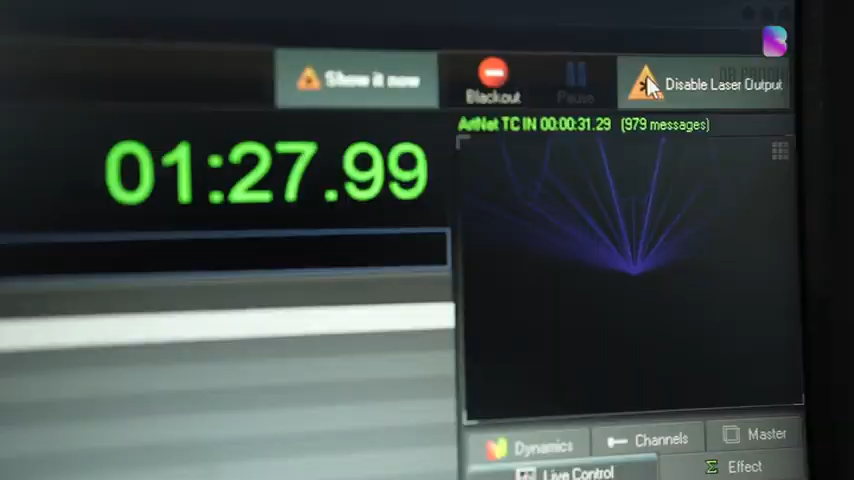 Show it now
Blackout
Pause
Disable Laser Output
ArtNet TC IN 00:00:31.29 (979 messages)
01:27.99
Dynamics
Channels
Master
Live Control
Effect